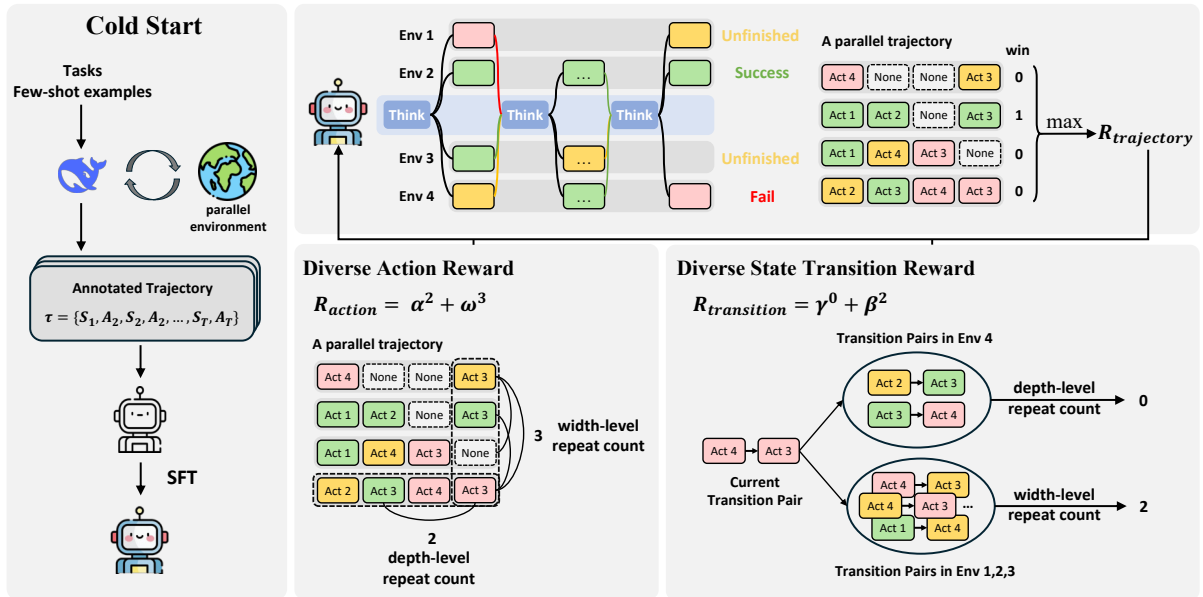 Cold Start
Tasks
Few-shot examples
parallel
environment
Annotated Trajectory
τ = {S₁, A₂, S₂, A₂, … , S_T, A_T}
SFT
Env 1
Env 2
Env 3
Env 4
Think
Think
Think
...
...
...
Unfinished
Success
Unfinished
Fail
A parallel trajectory
win
Act 4 None None Act 3 0
Act 1 Act 2 None Act 3 1
Act 1 Act 4 Act 3 None 0
Act 2 Act 3 Act 4 Act 3 0
max
R_trajectory
Diverse Action Reward
R_action = α² + ω³
A parallel trajectory
Act 4 None None Act 3
Act 1 Act 2 None Act 3
Act 1 Act 4 Act 3 None
Act 2 Act 3 Act 4 Act 3
3
width-level
repeat count
2
depth-level
repeat count
Diverse State Transition Reward
R_transition = γ⁰ + β²
Transition Pairs in Env 4
Act 2 Act 3
Act 3 Act 4
depth-level
repeat count
0
Act 4 Act 3
Current
Transition Pair
Act 4 Act 3
Act 4 Act 3 ...
Act 1 Act 4
width-level
repeat count
2
Transition Pairs in Env 1,2,3